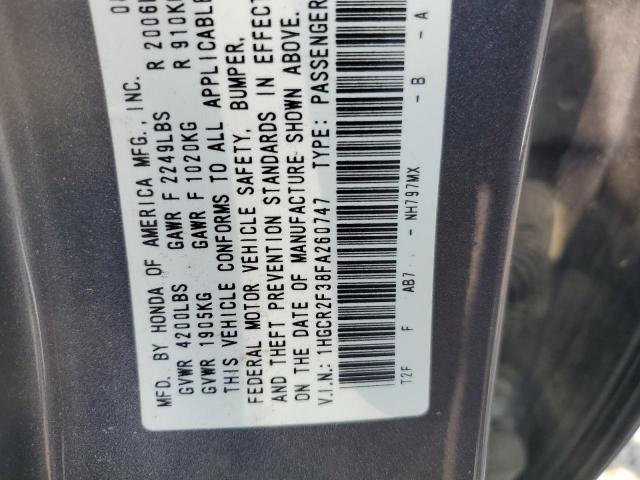 MFD. BY HONDA OF AMERICA MFG., INC.
GVWR 4200LBS GAWR F 2249LBS R 2006
GVWR 1905KG GAWR F 1020KG R 910KG
THIS VEHICLE CONFORMS TO ALL APPLICABLE
FEDERAL MOTOR VEHICLE SAFETY, BUMPER,
AND THEFT PREVENTION STANDARDS IN EFFECT
ON THE DATE OF MANUFACTURE SHOWN ABOVE.
V.I.N.: 1HGCR2F38FA260747 TYPE: PASSENGER
T2F F AB7 - NH797MX - B - A